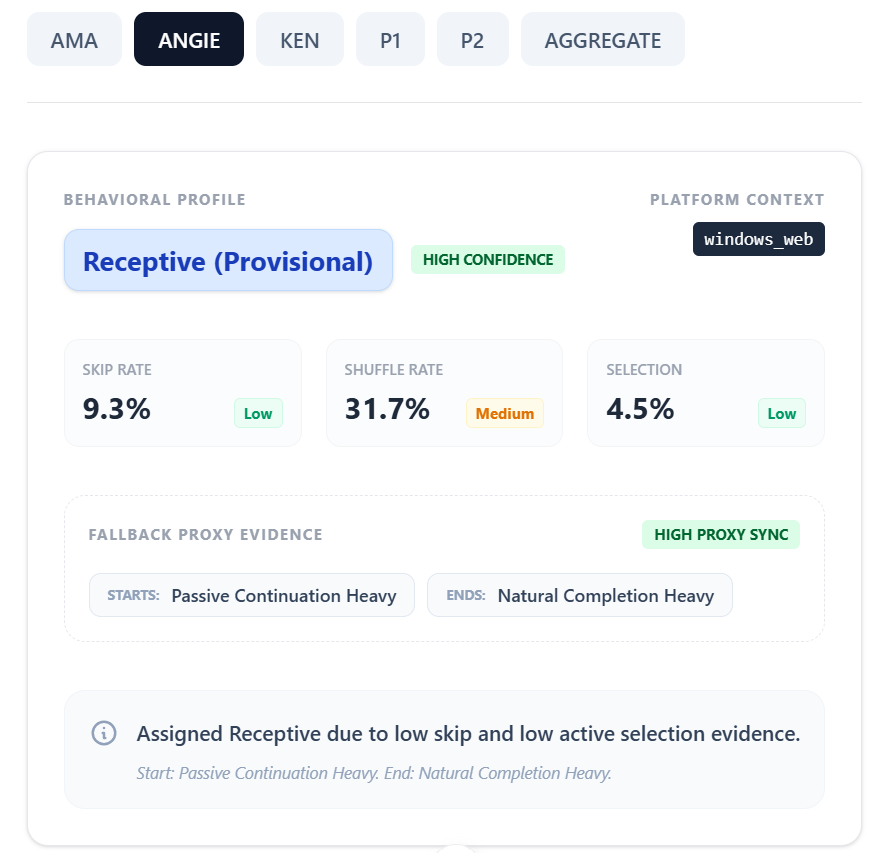 AMA ANGIE KEN P1 P2 AGGREGATE
BEHAVIORAL PROFILE
PLATFORM CONTEXT
Receptive (Provisional) HIGH CONFIDENCE
windows_web
SKIP RATE
9.3% Low
SHUFFLE RATE
31.7% Medium
SELECTION
4.5% Low
FALLBACK PROXY EVIDENCE
HIGH PROXY SYNC
STARTS: Passive Continuation Heavy
ENDS: Natural Completion Heavy
Assigned Receptive due to low skip and low active selection evidence.
Start: Passive Continuation Heavy. End: Natural Completion Heavy.